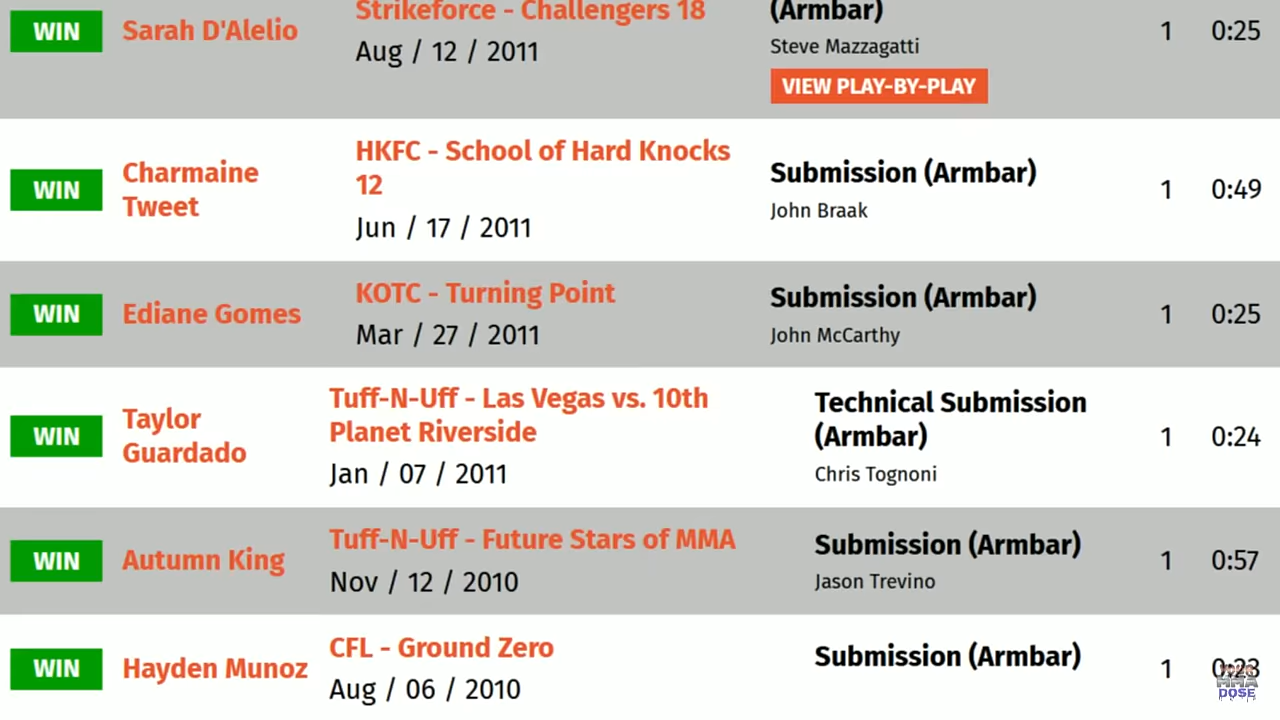 WIN
Sarah D'Alelio
Strikeforce - Challengers 18
Aug / 12 / 2011
(Armbar)
Steve Mazzagatti
VIEW PLAY-BY-PLAY
1
0:25
WIN
Charmaine
Tweet
HKFC - School of Hard Knocks
12
Jun / 17 / 2011
Submission (Armbar)
John Braak
1
0:49
WIN
Ediane Gomes
KOTC - Turning Point
Mar / 27 / 2011
Submission (Armbar)
John McCarthy
1
0:25
WIN
Taylor
Guardado
Tuff-N-Uff - Las Vegas vs. 10th
Planet Riverside
Jan / 07 / 2011
Technical Submission
(Armbar)
Chris Tognoni
1
0:24
WIN
Autumn King
Tuff-N-Uff - Future Stars of MMA
Nov / 12 / 2010
Submission (Armbar)
Jason Trevino
1
0:57
WIN
Hayden Munoz
CFL - Ground Zero
Aug / 06 / 2010
Submission (Armbar)
1
0:23
MMA
DOSE